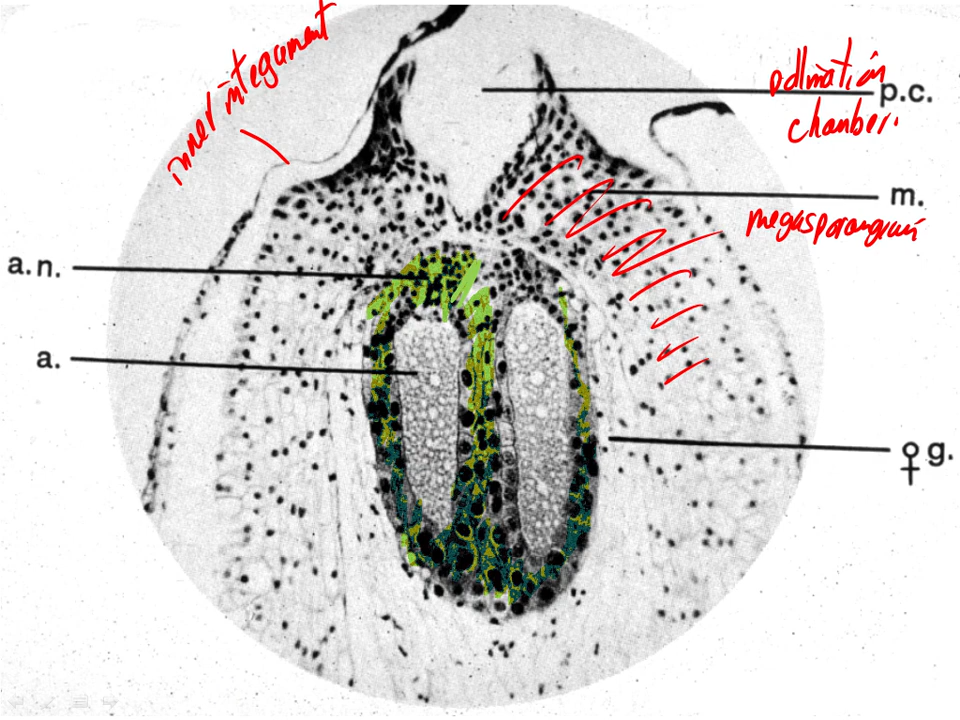 inner integument
pollination
p.c.
chamber.
m.
megasporangium
a.n.
a.
♀g.